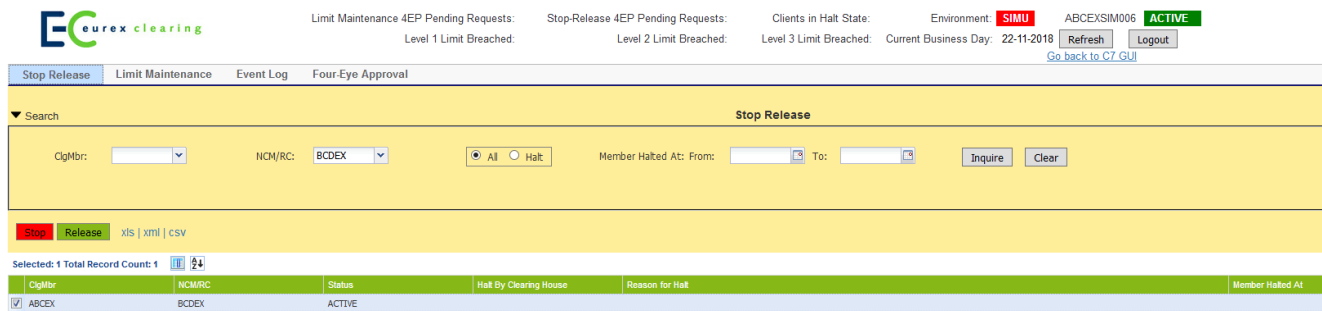 eurex clearing
Limit Maintenance 4EP Pending Requests: Stop-Release 4EP Pending Requests: Clients in Halt State: Environment: SIMU ABCEXSIM006 ACTIVE
Level 1 Limit Breached: Level 2 Limit Breached: Level 3 Limit Breached: Current Business Day: 22-11-2018 Refresh Logout
Go back to C7 GUI
Stop Release Limit Maintenance Event Log Four-Eye Approval
Search Stop Release
ClgMbr: NCM/RC: BCDEX All Halt Member Halted At: From: To: Inquire Clear
Stop Release xls | xml | csv
Selected: 1 Total Record Count: 1
ClgMbr NCM/RC Status Halt By Clearing House Reason for Halt Member Halted At
ABCEX BCDEX ACTIVE